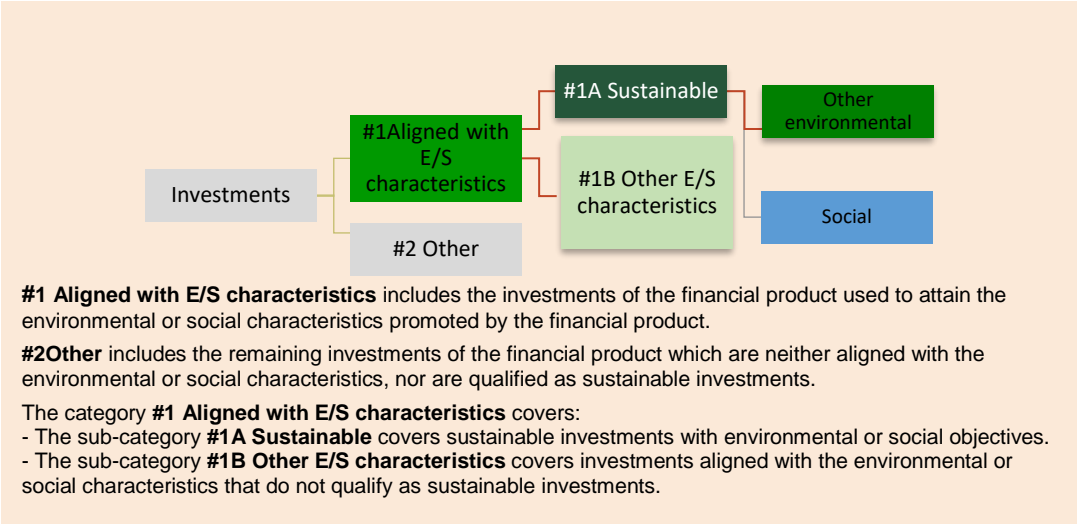 Investments
#1Aligned with
E/S
characteristics
#2 Other
#1A Sustainable
#1B Other E/S
characteristics
Other
environmental
Social
#1 Aligned with E/S characteristics includes the investments of the financial product used to attain the
environmental or social characteristics promoted by the financial product.
#2Other includes the remaining investments of the financial product which are neither aligned with the
environmental or social characteristics, nor are qualified as sustainable investments.
The category #1 Aligned with E/S characteristics covers:
- The sub-category #1A Sustainable covers sustainable investments with environmental or social objectives.
- The sub-category #1B Other E/S characteristics covers investments aligned with the environmental or
social characteristics that do not qualify as sustainable investments.